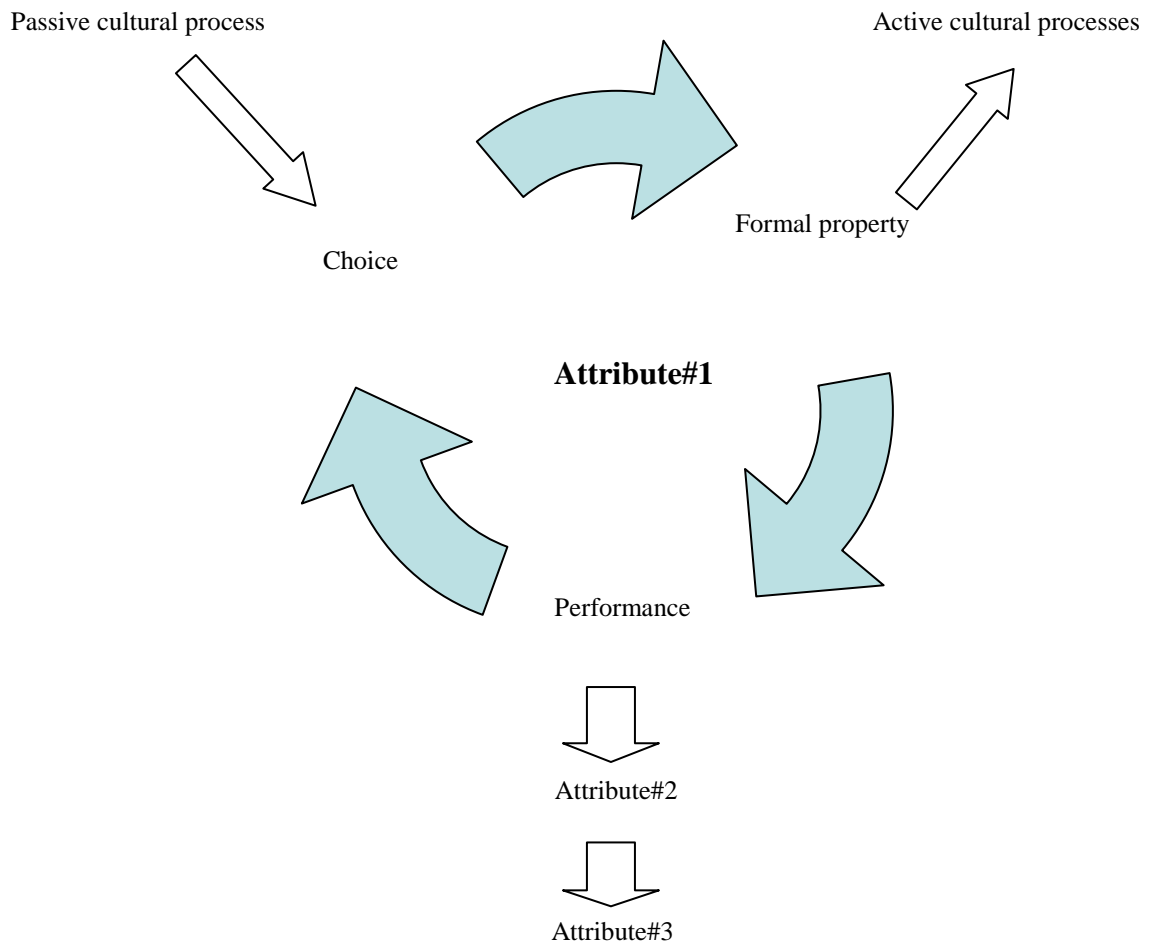 Passive cultural process
Active cultural processes
Formal property
Choice
Attribute#1
Performance
Attribute#2
Attribute#3